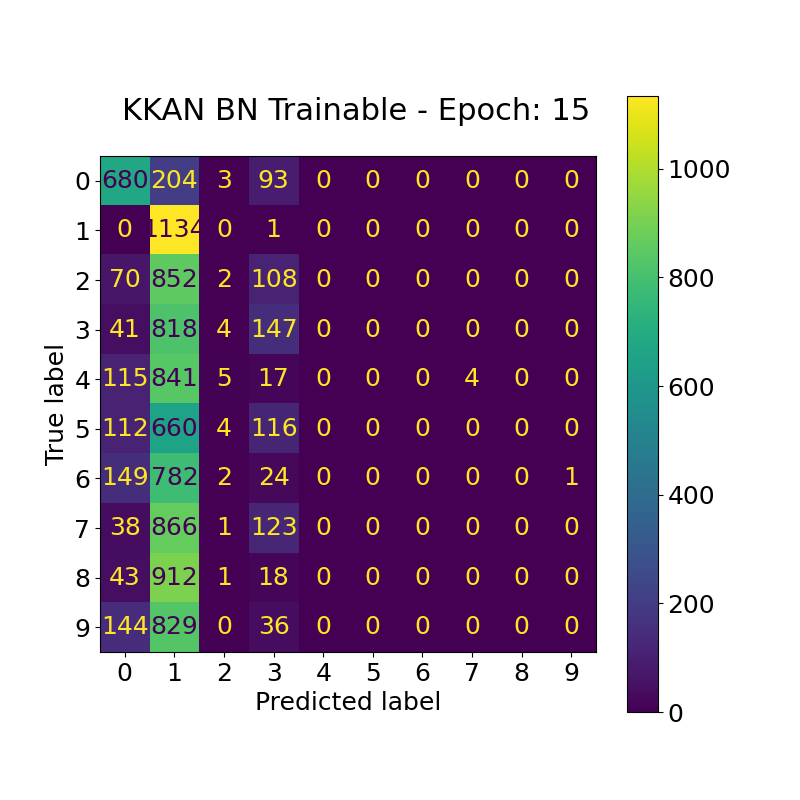 KKAN BN Trainable - Epoch: 15
0 680 204 3 93 0 0 0 0 0 0
1 0 1134 0 1 0 0 0 0 0 0
2 70 852 2 108 0 0 0 0 0 0
3 41 818 4 147 0 0 0 0 0 0
4 115 841 5 17 0 0 0 4 0 0
5 112 660 4 116 0 0 0 0 0 0
6 149 782 2 24 0 0 0 0 0 1
7 38 866 1 123 0 0 0 0 0 0
8 43 912 1 18 0 0 0 0 0 0
9 144 829 0 36 0 0 0 0 0 0
0 1 2 3 4 5 6 7 8 9
Predicted label
True label
1000
800
600
400
200
0